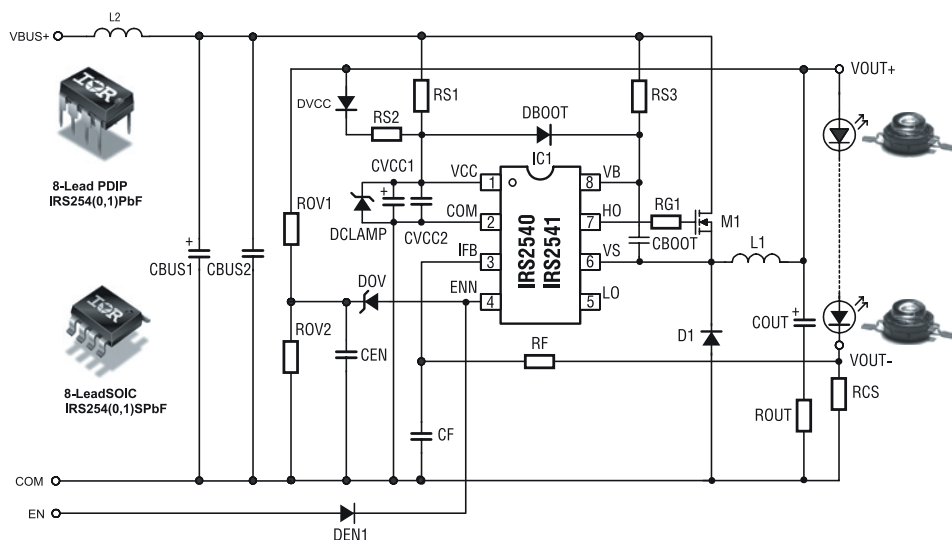 L2
VBUS+
IOR
8-Lead PDIP
IRS254(0,1)PbF
DVCC
RS2
RS1
DBOOT
RS3
VOUT+
CVCC1
IC1
VCC
1
8
VB
ROV1
DCLAMP
CVCC2
COM
2
7
HO
RG1
M1
IRS2540
IRS2541
+
CBUS1
CBUS2
IFB
3
6
VS
CBOOT
L1
DOV
ENN
4
5
LO
IOR
ROV2
CEN
RF
D1
COUT
+
VOUT-
8-LeadSOIC
IRS254(0,1)SPbF
CF
ROUT
RCS
+
COM
EN
DEN1